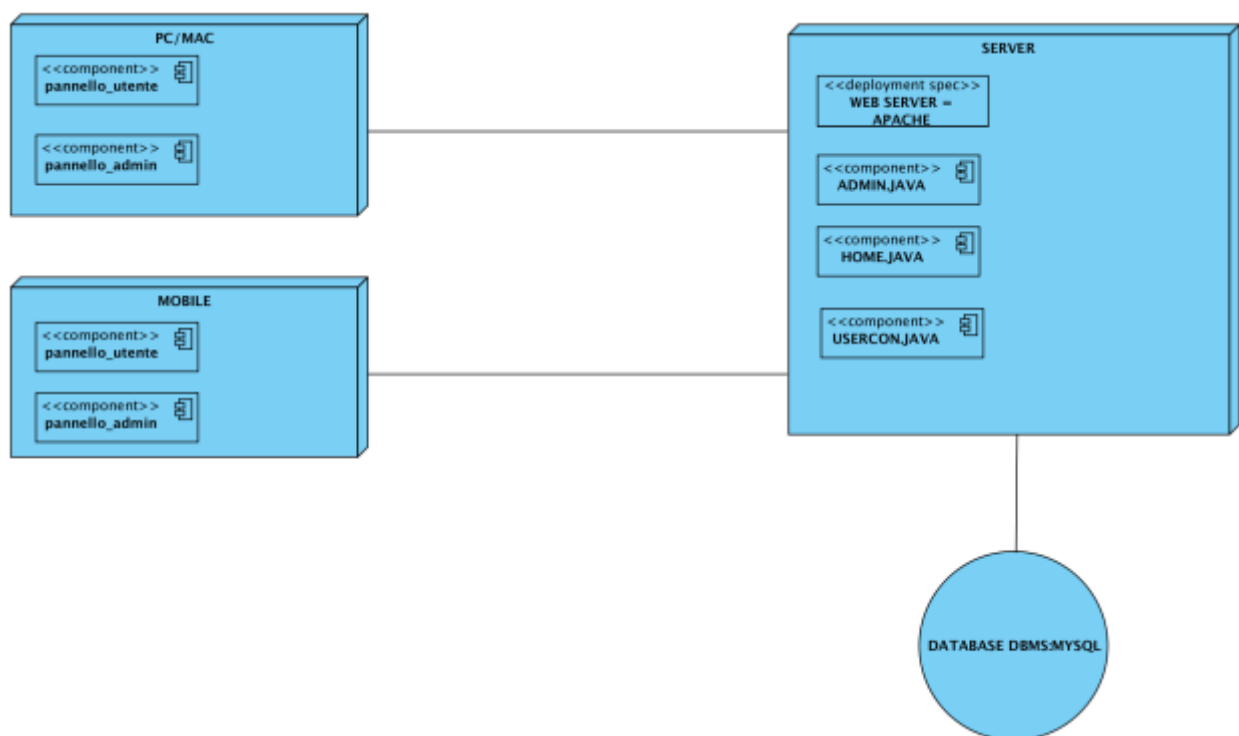 PC/MAC
<<component>>
pannello_utente
<<component>>
pannello_admin
MOBILE
<<component>>
pannello_utente
<<component>>
pannello_admin
SERVER
<<deployment spec>>
WEB SERVER =
APACHE
<<component>>
ADMIN.JAVA
<<component>>
HOME.JAVA
<<component>>
USERCON.JAVA
DATABASE DBMS:MYSQL